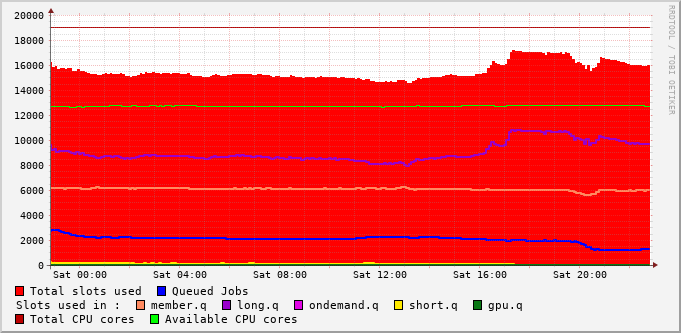 20000
18000
16000
14000
12000
10000
8000
6000
4000
2000
0
Sat 00:00 Sat 04:00 Sat 08:00 Sat 12:00 Sat 16:00 Sat 20:00
RRDTOOL / TOBI OETIKER
Total slots used Queued Jobs
Slots used in : member.q long.q ondemand.q short.q gpu.q
Total CPU cores Available CPU cores